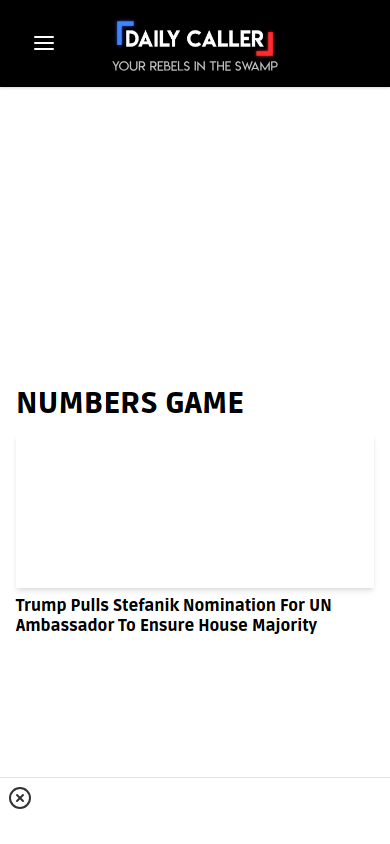 DAILY CALLER
YOUR REBELS IN THE SWAMP
NUMBERS GAME
Trump Pulls Stefanik Nomination For UN
Ambassador To Ensure House Majority